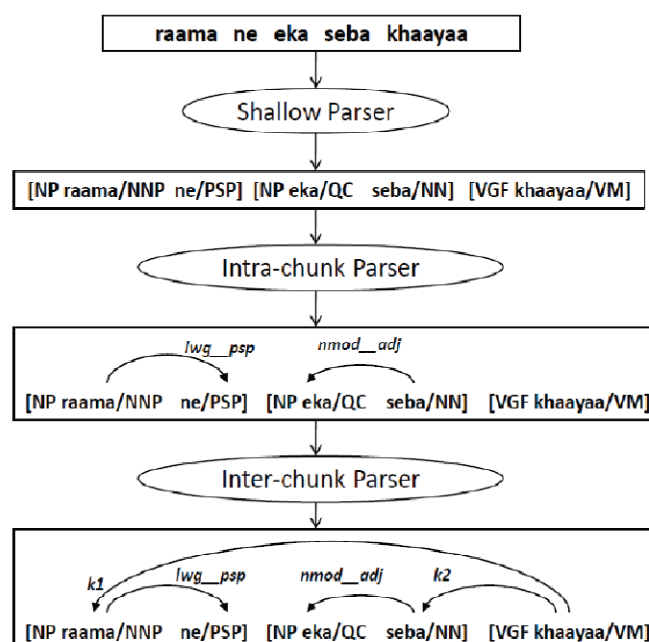 raama ne eka seba khaayaa
Shallow Parser
[NP raama/NNP ne/PSP] [NP eka/QC seba/NN] [VGF khaayaa/VM]
Intra-chunk Parser
lwg__psp nmod__adj
[NP raama/NNP ne/PSP] [NP eka/QC seba/NN] [VGF khaayaa/VM]
Inter-chunk Parser
k1 lwg__psp nmod__adj k2
[NP raama/NNP ne/PSP] [NP eka/QC seba/NN] [VGF khaayaa/VM]